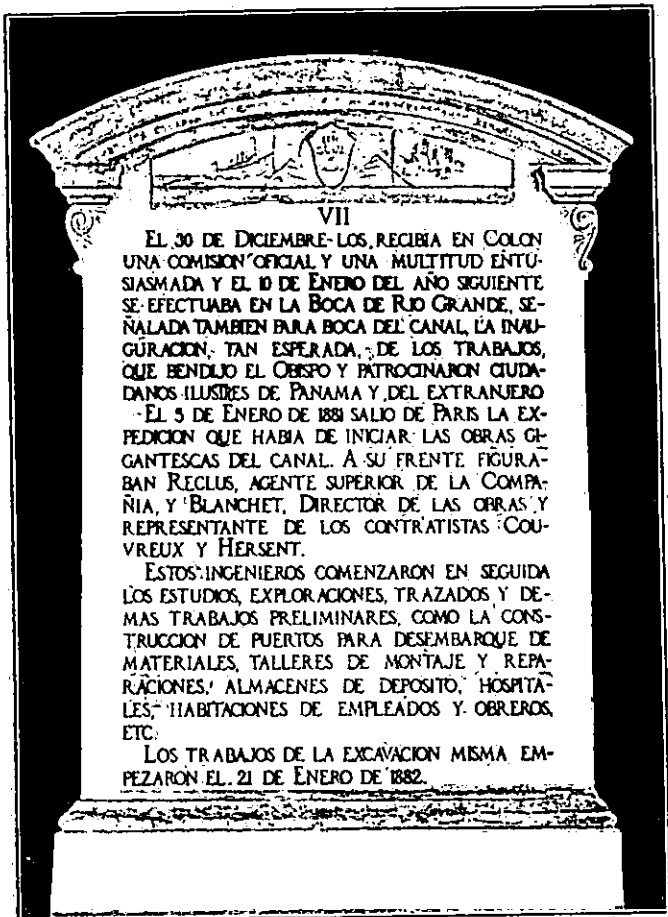 VII
EL 30 DE DICIEMBRE LOS RECIBIA EN COLON
UNA COMISION OFICIAL Y UNA MULTITUD ENTU-
SIASMADA Y EL 10 DE ENERO DEL AÑO SIGUIENTE
SE EFECTUABA EN LA BOCA DE RIO GRANDE, SE-
ÑALADA TAMBIEN PARA BOCA DEL CANAL, LA INAU-
GURACION, TAN ESPERADA, DE LOS TRABAJOS,
QUE BENDIJO EL OBISPO Y PATROCINARON CIUDA-
DANOS ILUSTRES DE PANAMA Y DEL EXTRANJERO
EL 5 DE ENERO DE 1881 SALIO DE PARIS LA EX-
PEDICION QUE HABIA DE INICIAR LAS OBRAS GI-
GANTESCAS DEL CANAL. A SU FRENTE FIGURA-
BAN RECLUS, AGENTE SUPERIOR DE LA COMPA-
ÑIA, Y BLANCHET, DIRECTOR DE LAS OBRAS Y
REPRESENTANTE DE LOS CONTRATISTAS COU-
VREUX Y HERSENT.
ESTOS INGENIEROS COMENZARON EN SEGUIDA
LOS ESTUDIOS, EXPLORACIONES, TRAZADOS Y DE-
MAS TRABAJOS PRELIMINARES, COMO LA CONS-
TRUCCION DE PUERTOS PARA DESEMBARQUE DE
MATERIALES, TALLERES DE MONTAJE Y REPA-
RACIONES, ALMACENES DE DEPOSITO, HOSPITA-
LES, HABITACIONES DE EMPLEADOS Y OBREROS,
ETC.
LOS TRABAJOS DE LA EXCAVACION MISMA EM-
PEZARON EL 21 DE ENERO DE 1882.